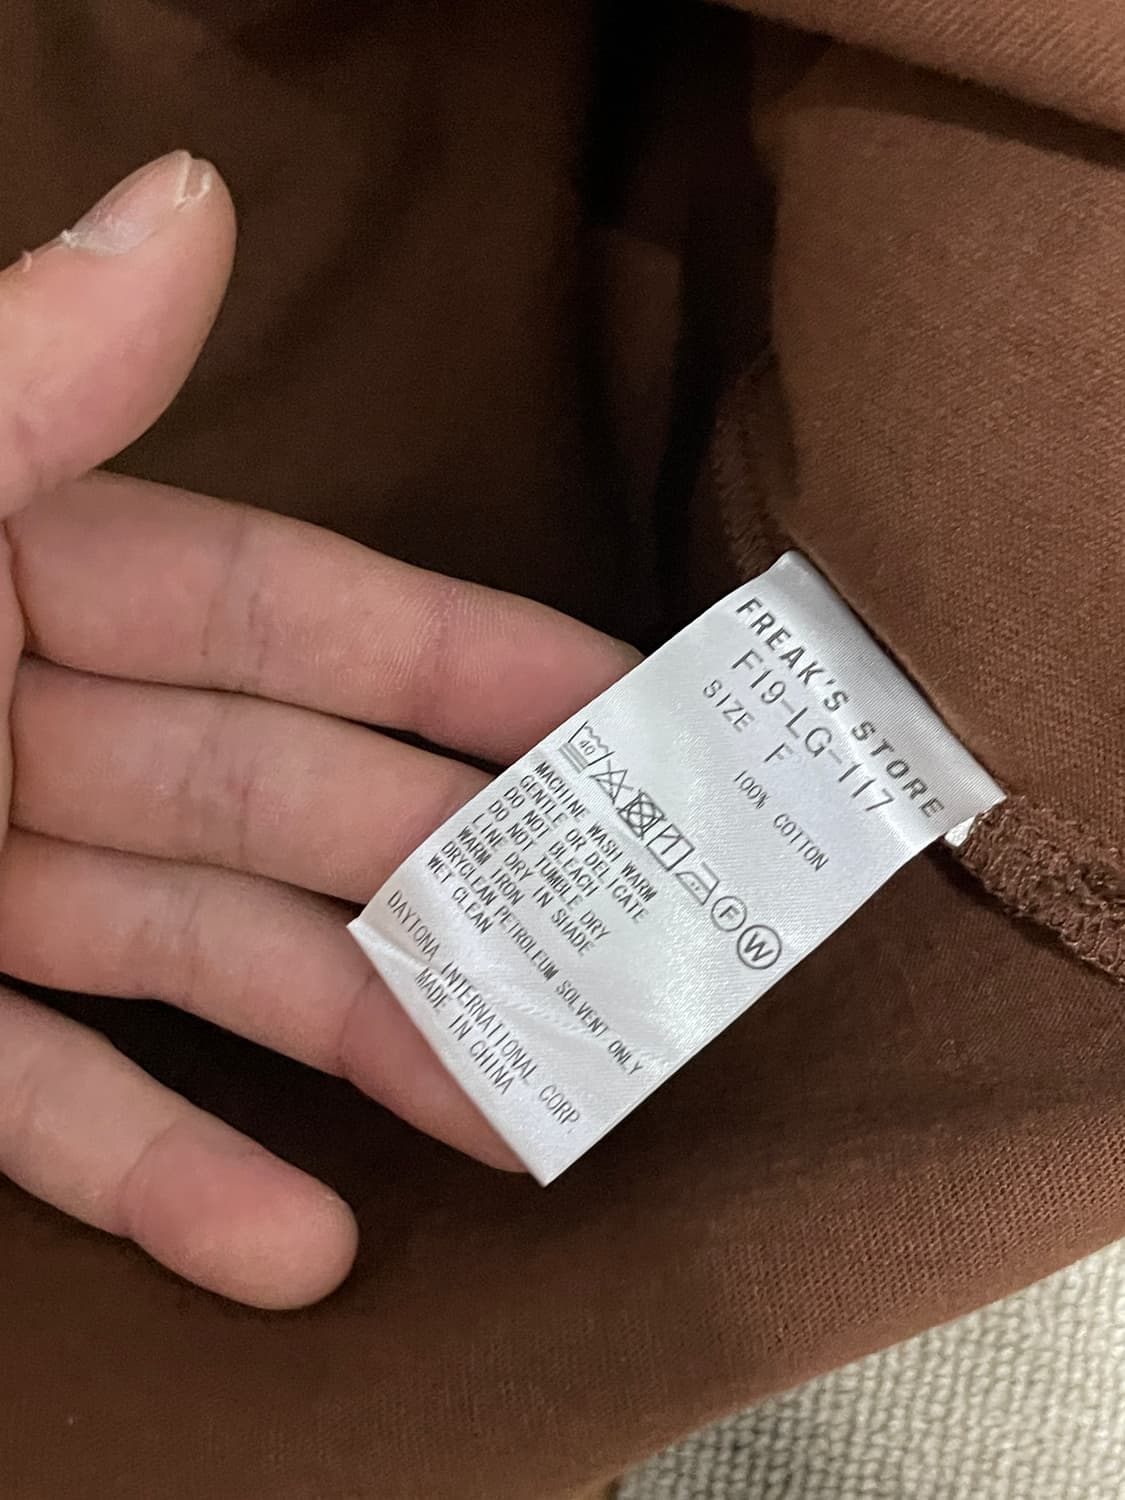 FREAK'S STORE
F19-LG-117
SIZE F
100% COTTON
40
F
W
MACHINE WASH WARM
GENTLE OR DELICATE
DO NOT BLEACH
DO NOT TUMBLE DRY
LINE DRY IN SHADE
WARM IRON
DRYCLEAN PETROLEUM SOLVENT ONLY
WET CLEAN
DAYTONA INTERNATIONAL CORP.
MADE IN CHINA